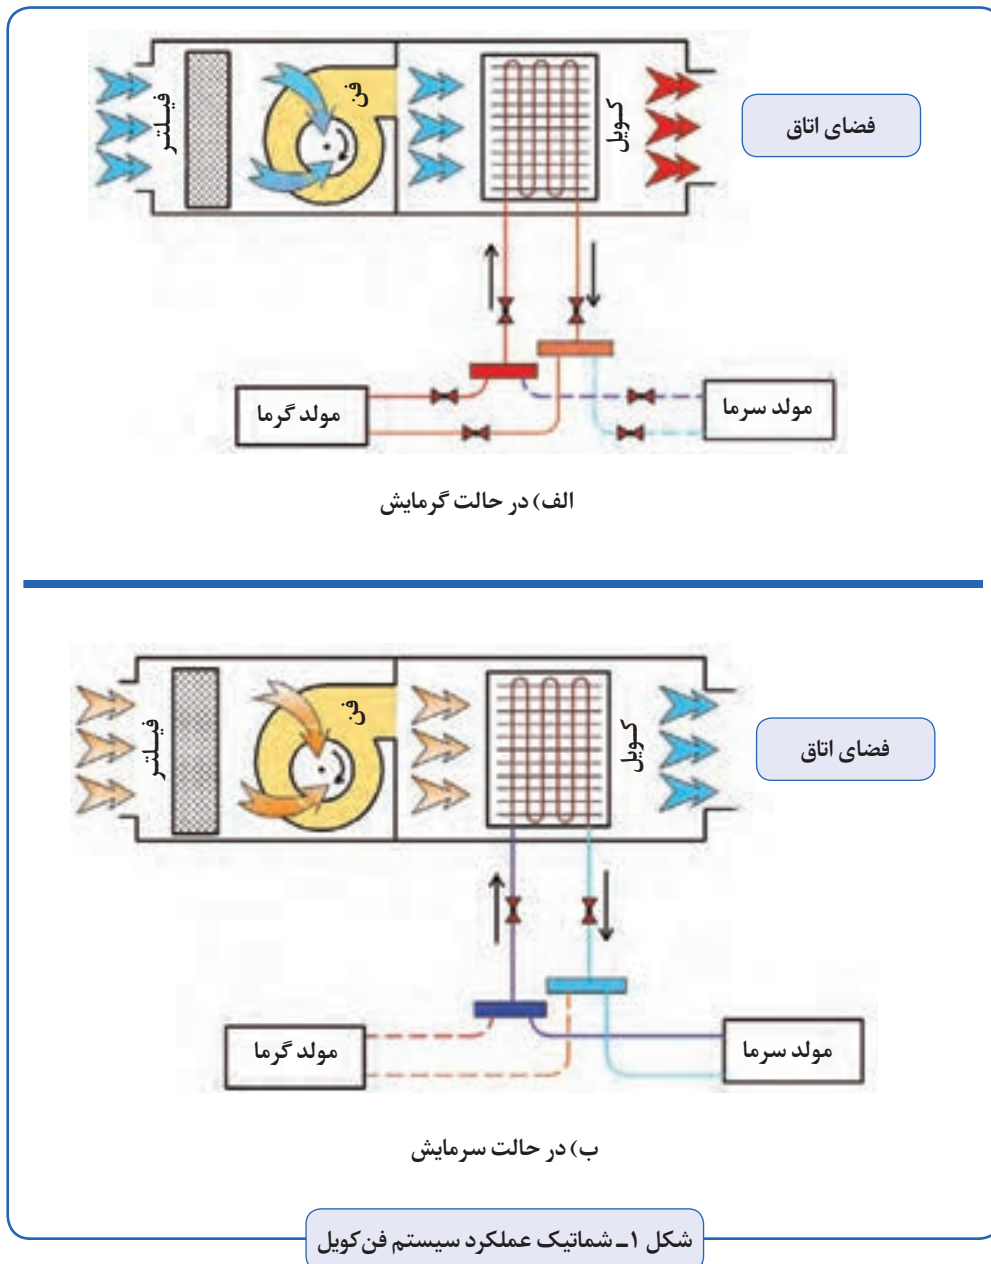 فیلتر
فن
کویل
فضای اتاق
مولد گرما
مولد سرما
الف) در حالت گرمایش
فیلتر
فن
کویل
فضای اتاق
مولد گرما
مولد سرما
ب) در حالت سرمایش
شکل ۱ـ شماتیک عملکرد سیستم فن‌کویل